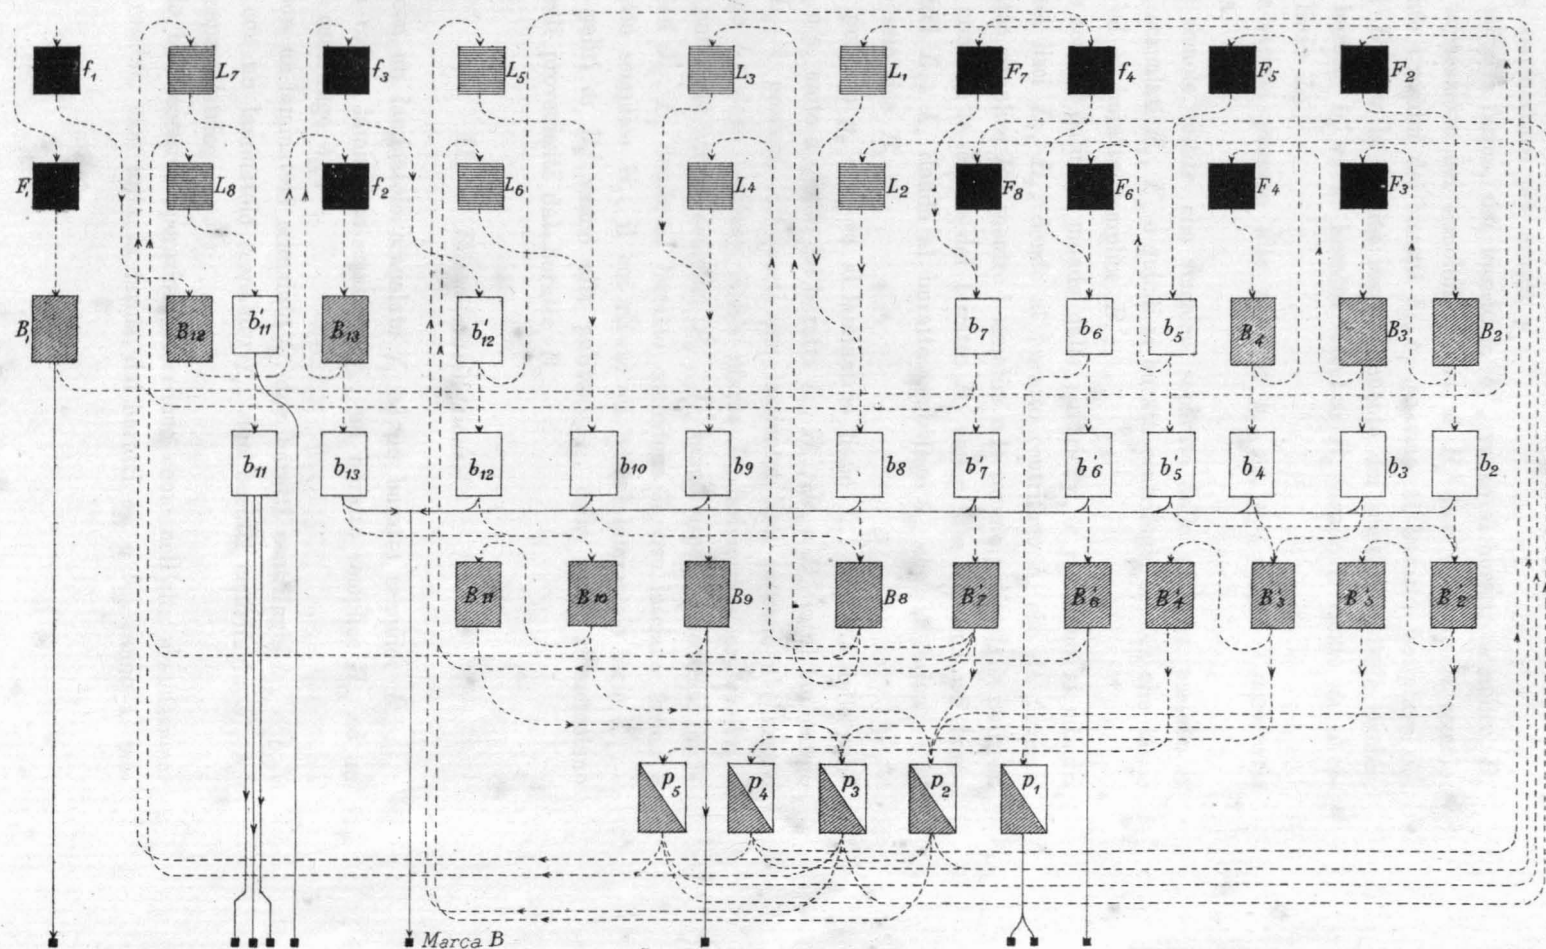 f₁ L₇ f₃ L₅ L₃ L₁ F₇ f₄ F₅ F₂
F L₈ f₂ L₆ L₄ L₂ F₈ F₆ F₄ F₃
B₁ B₁₂ b'₁₁ B₁₃ b'₁₂ b₇ b₆ b₅ B₄ B₃ B₂
b₁₁ b₁₃ b₁₂ b₁₀ b₉ b₈ b'₇ b'₆ b'₅ b₄ b₃ b₂
B₁₁ B₁₀ B₉ B₈ B'₇ B'₆ B'₄ B'₃ B'₅ B'₂
p₅ p₄ p₃ p₂ p₁
Marca B